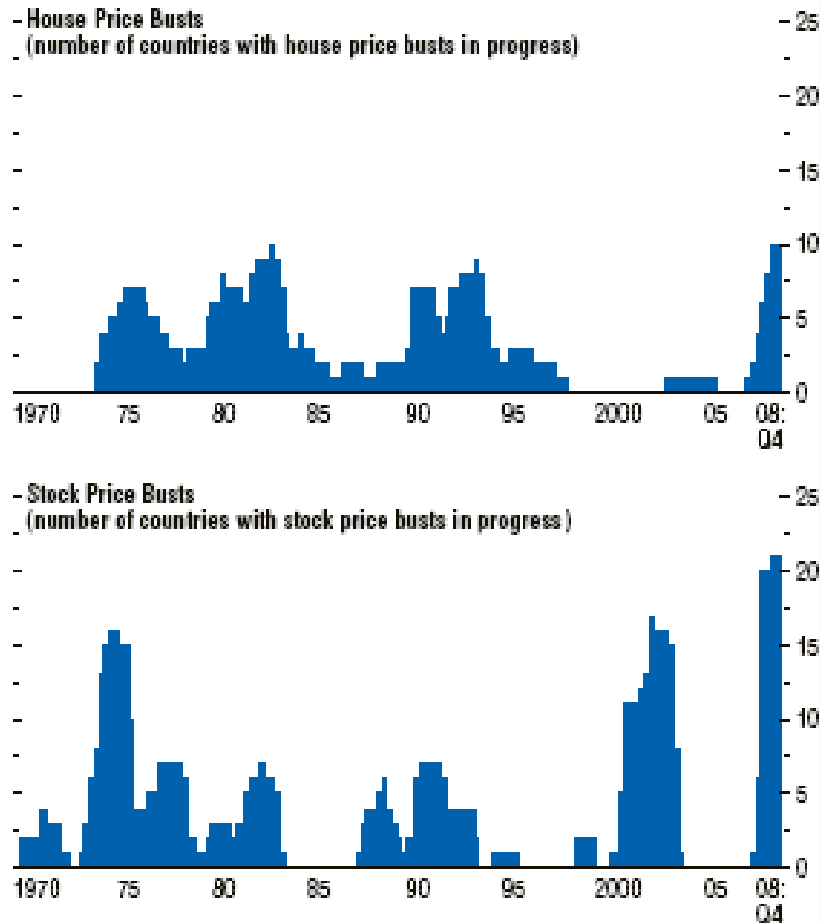 House Price Busts
(number of countries with house price busts in progress)
25
20
15
10
5
0
1970 75 80 85 90 95 2000 05 08:
Q4
Stock Price Busts
(number of countries with stock price busts in progress)
25
20
15
10
5
0
1970 75 80 85 90 95 2000 05 08:
Q4